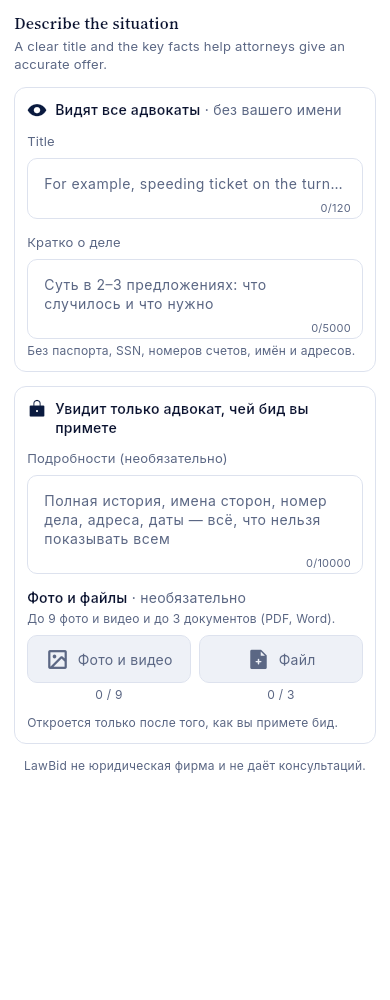 Describe the situation
A clear title and the key facts help attorneys give an
accurate offer.
Видят все адвокаты · без вашего имени
Title
For example, speeding ticket on the turn...
0/120
Кратко о деле
Суть в 2–3 предложениях: что
случилось и что нужно
0/5000
Без паспорта, SSN, номеров счетов, имён и адресов.
Увидит только адвокат, чей бид вы
примете
Подробности (необязательно)
Полная история, имена сторон, номер
дела, адреса, даты — всё, что нельзя
показывать всем
0/10000
Фото и файлы · необязательно
До 9 фото и видео и до 3 документов (PDF, Word).
Фото и видео
Файл
0 / 9
0 / 3
Откроется только после того, как вы примете бид.
LawBid не юридическая фирма и не даёт консультаций.